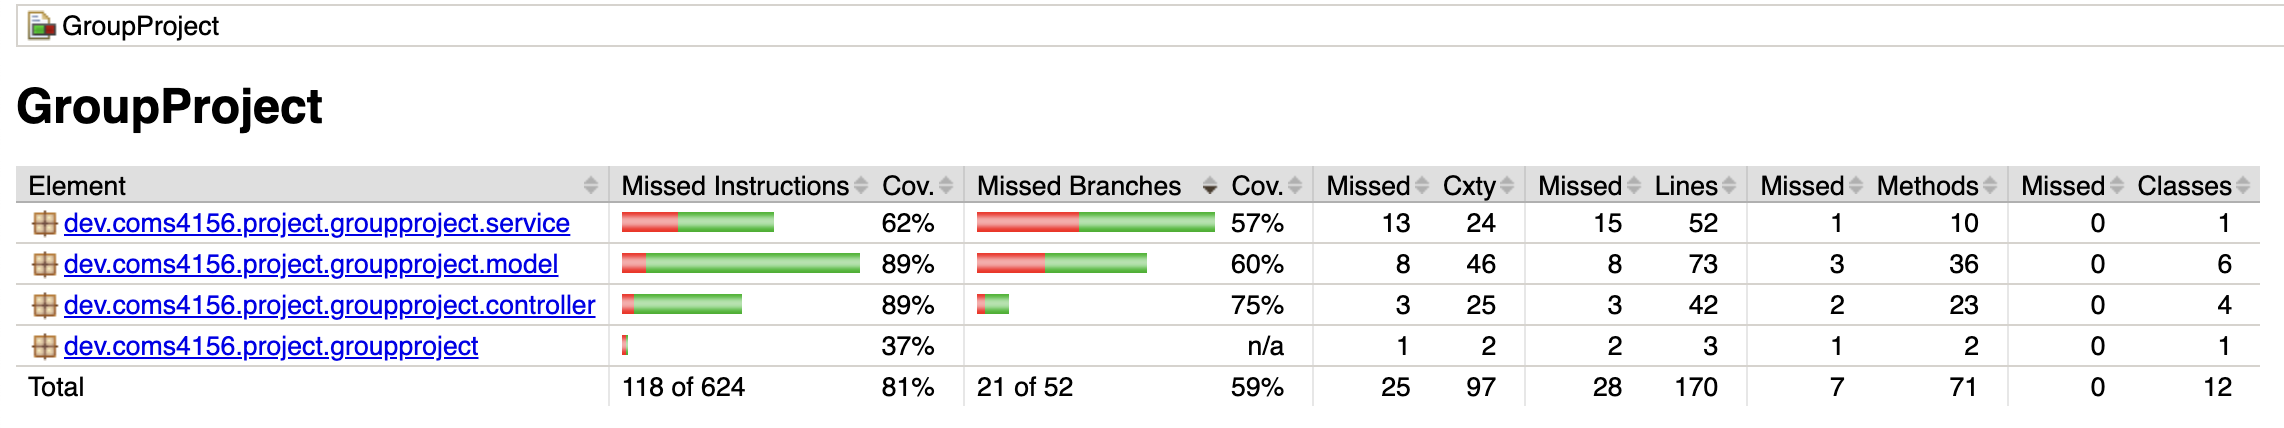 GroupProject
GroupProject
Element Missed Instructions Cov. Missed Branches Cov. Missed Cxty Missed Lines Missed Methods Missed Classes
dev.coms4156.project.groupproject.service 62% 57% 13 24 15 52 1 10 0 1
dev.coms4156.project.groupproject.model 89% 60% 8 46 8 73 3 36 0 6
dev.coms4156.project.groupproject.controller 89% 75% 3 25 3 42 2 23 0 4
dev.coms4156.project.groupproject 37% n/a 1 2 2 3 1 2 0 1
Total 118 of 624 81% 21 of 52 59% 25 97 28 170 7 71 0 12